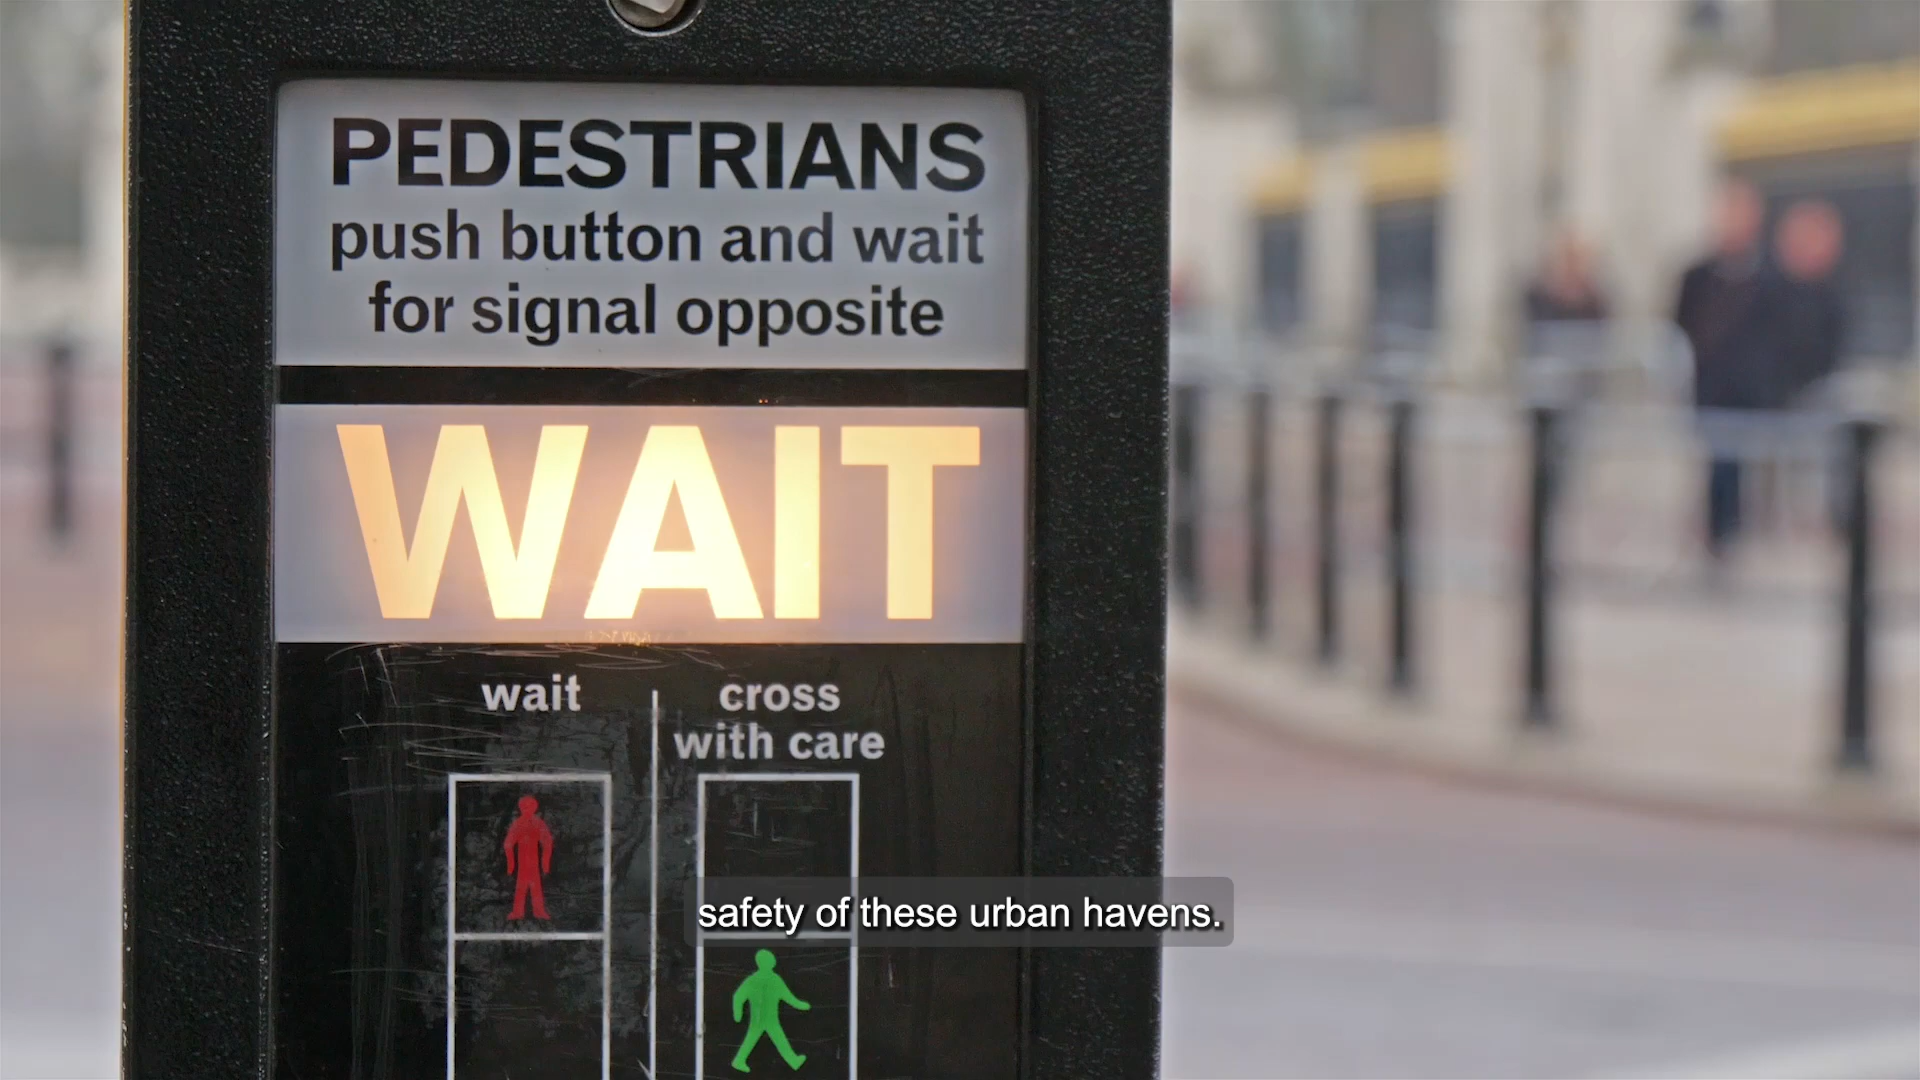 PEDESTRIANS
push button and wait
for signal opposite
WAIT
wait
cross
with care
safety of these urban havens.